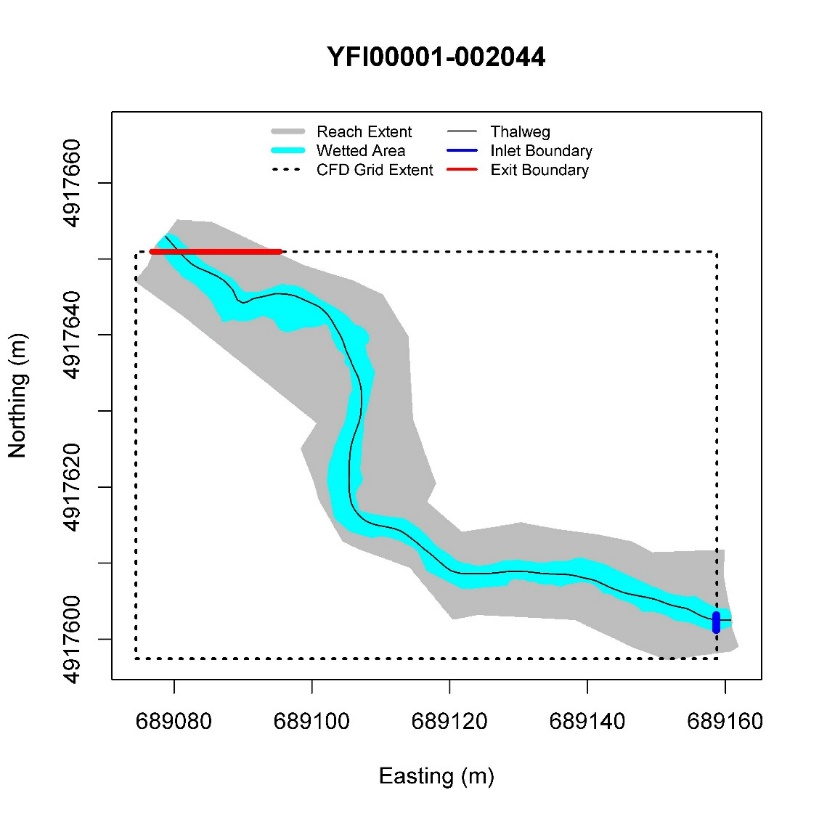 YFI00001-002044
Reach Extent
Wetted Area
CFD Grid Extent
Thalweg
Inlet Boundary
Exit Boundary
Northing (m)
4917660
4917640
4917620
4917600
689080 689100 689120 689140 689160
Easting (m)